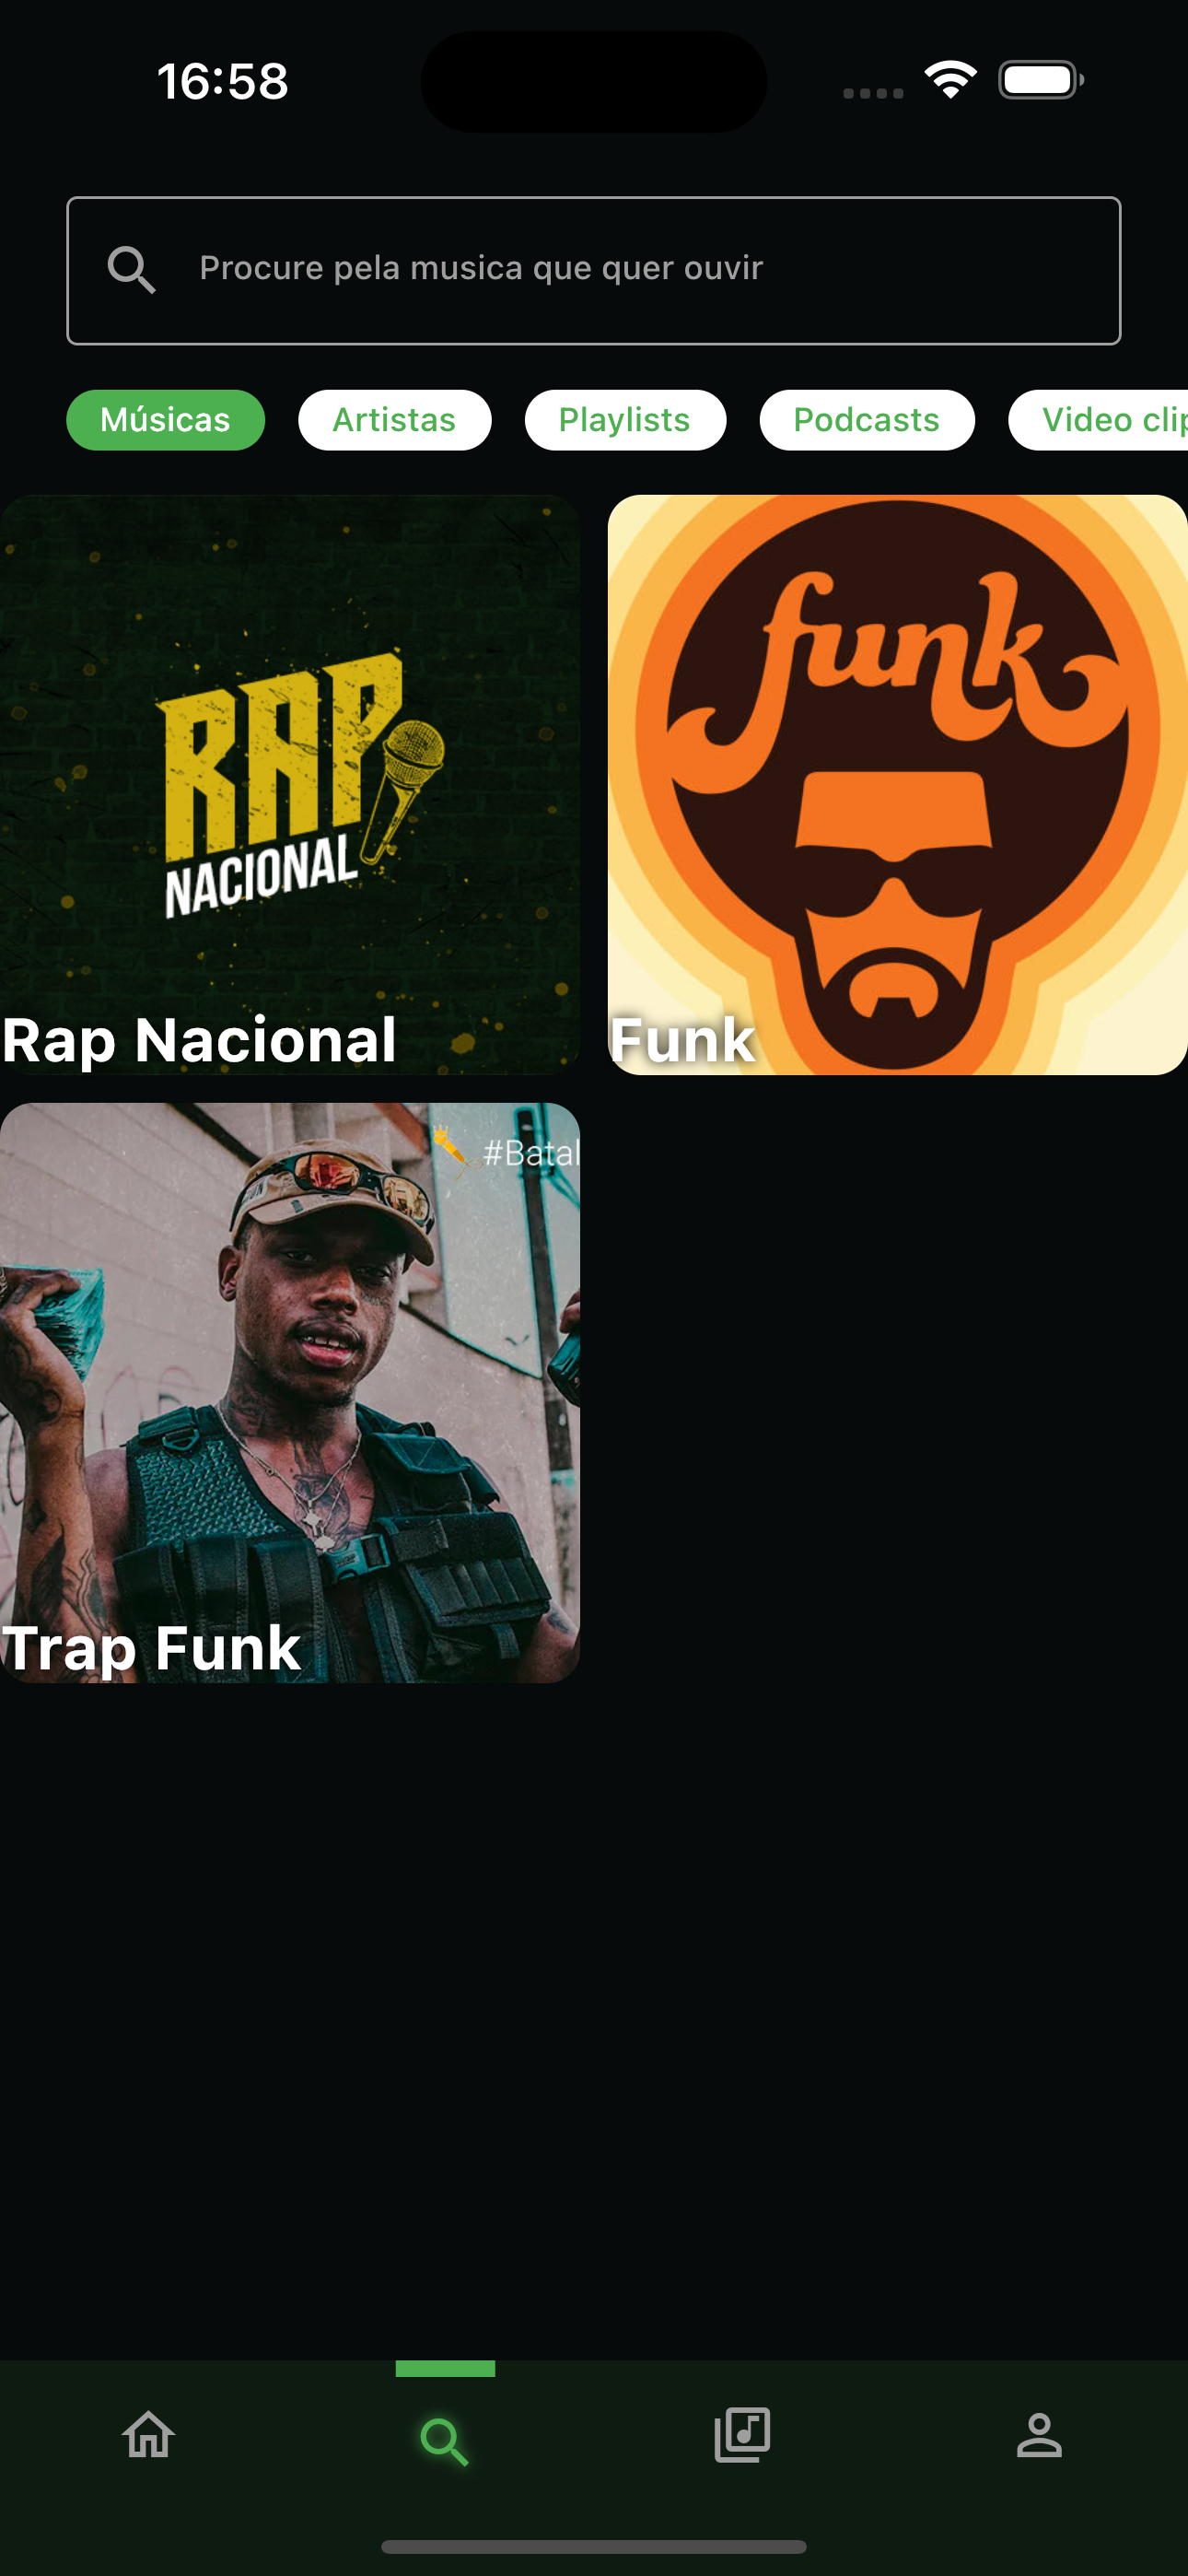 16:58
Procure pela musica que quer ouvir
Músicas Artistas Playlists Podcasts Video clip
RAP
NACIONAL
Rap Nacional
funk
Funk
#Batal
Trap Funk